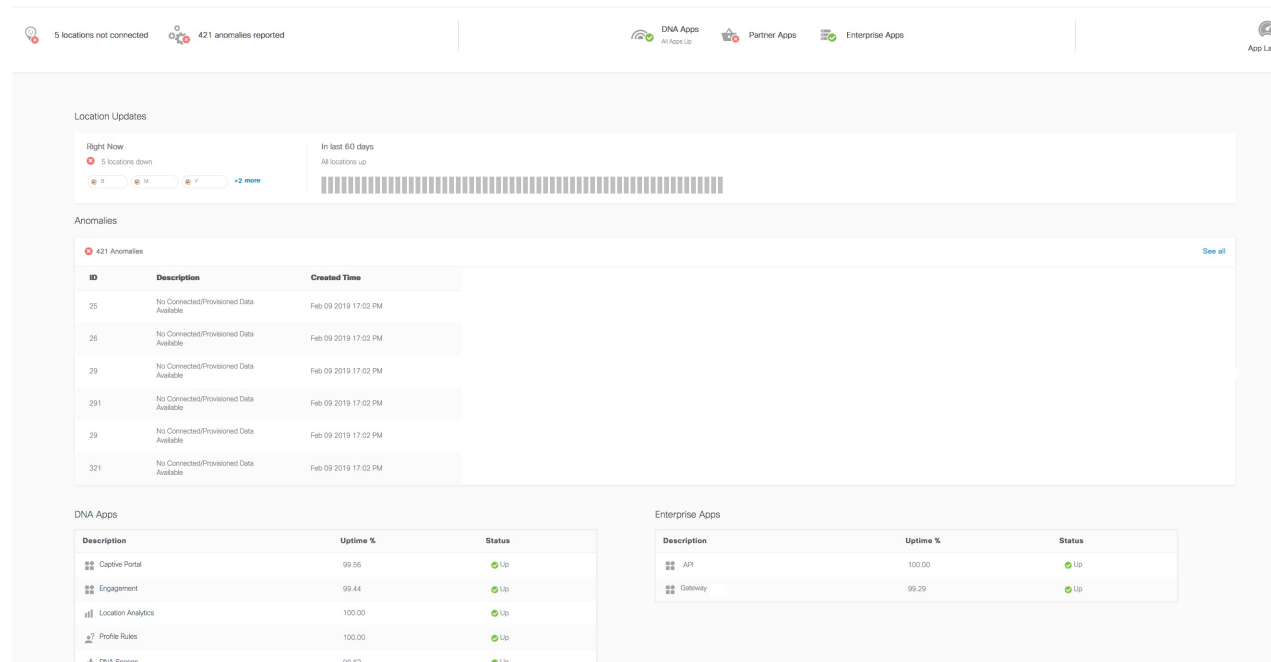 5 locations not connected
421 anomalies reported
DNA Apps
All Apps Up
Partner Apps
Enterprise Apps
App La
Location Updates
Right Now
5 locations down
B
M
V
+2 more
In last 60 days
All locations up
Anomalies
421 Anomalies
See all
ID Description Created Time
25 No Connected/Provisioned Data Feb 09 2019 17:02 PM
Available
26 No Connected/Provisioned Data Feb 09 2019 17:02 PM
Available
29 No Connected/Provisioned Data Feb 09 2019 17:02 PM
Available
291 No Connected/Provisioned Data Feb 09 2019 17:02 PM
Available
29 No Connected/Provisioned Data Feb 09 2019 17:02 PM
Available
321 No Connected/Provisioned Data Feb 09 2019 17:02 PM
Available
DNA Apps
Description Uptime % Status
Captive Portal 99.56 Up
Engagement 99.44 Up
Location Analytics 100.00 Up
Profile Rules 100.00 Up
DNA Spaces 99.62 Up
Enterprise Apps
Description Uptime % Status
API 100.00 Up
Gateway 99.29 Up